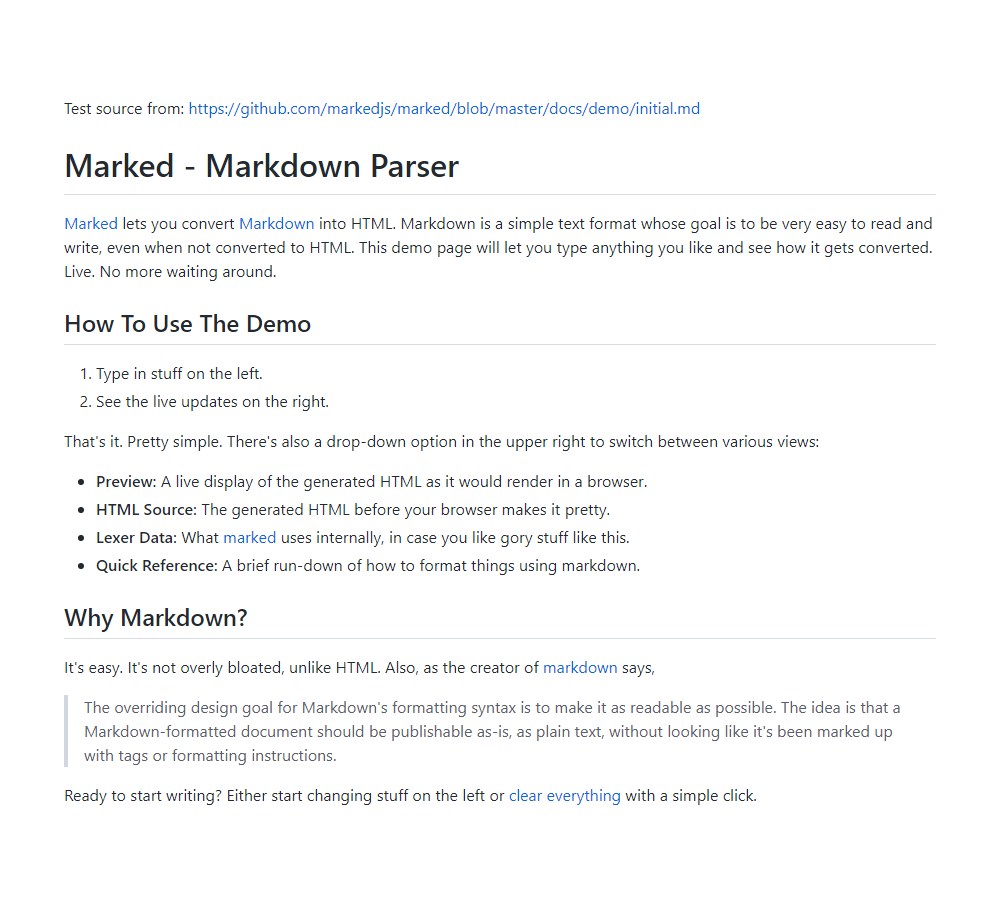 Test source from: https://github.com/markedjs/marked/blob/master/docs/demo/initial.md
Marked - Markdown Parser
Marked lets you convert Markdown into HTML. Markdown is a simple text format whose goal is to be very easy to read and
write, even when not converted to HTML. This demo page will let you type anything you like and see how it gets converted.
Live. No more waiting around.
How To Use The Demo
1. Type in stuff on the left.
2. See the live updates on the right.
That's it. Pretty simple. There's also a drop-down option in the upper right to switch between various views:
• Preview: A live display of the generated HTML as it would render in a browser.
• HTML Source: The generated HTML before your browser makes it pretty.
• Lexer Data: What marked uses internally, in case you like gory stuff like this.
• Quick Reference: A brief run-down of how to format things using markdown.
Why Markdown?
It's easy. It's not overly bloated, unlike HTML. Also, as the creator of markdown says,
The overriding design goal for Markdown's formatting syntax is to make it as readable as possible. The idea is that a
Markdown-formatted document should be publishable as-is, as plain text, without looking like it's been marked up
with tags or formatting instructions.
Ready to start writing? Either start changing stuff on the left or clear everything with a simple click.